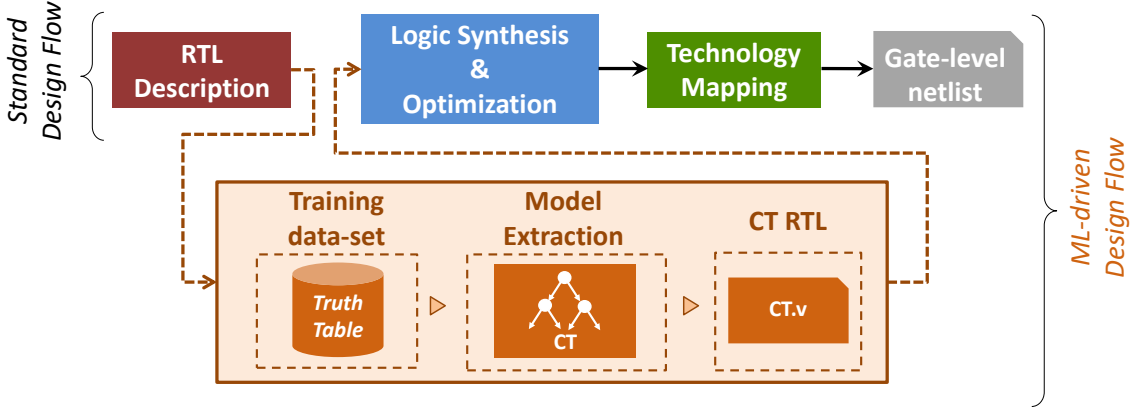 Standard
Design Flow
RTL
Description
Logic Synthesis
&
Optimization
Technology
Mapping
Gate-level
netlist
ML-driven
Design Flow
Training
data-set
Model
Extraction
CT RTL
Truth
Table
CT
CT.v